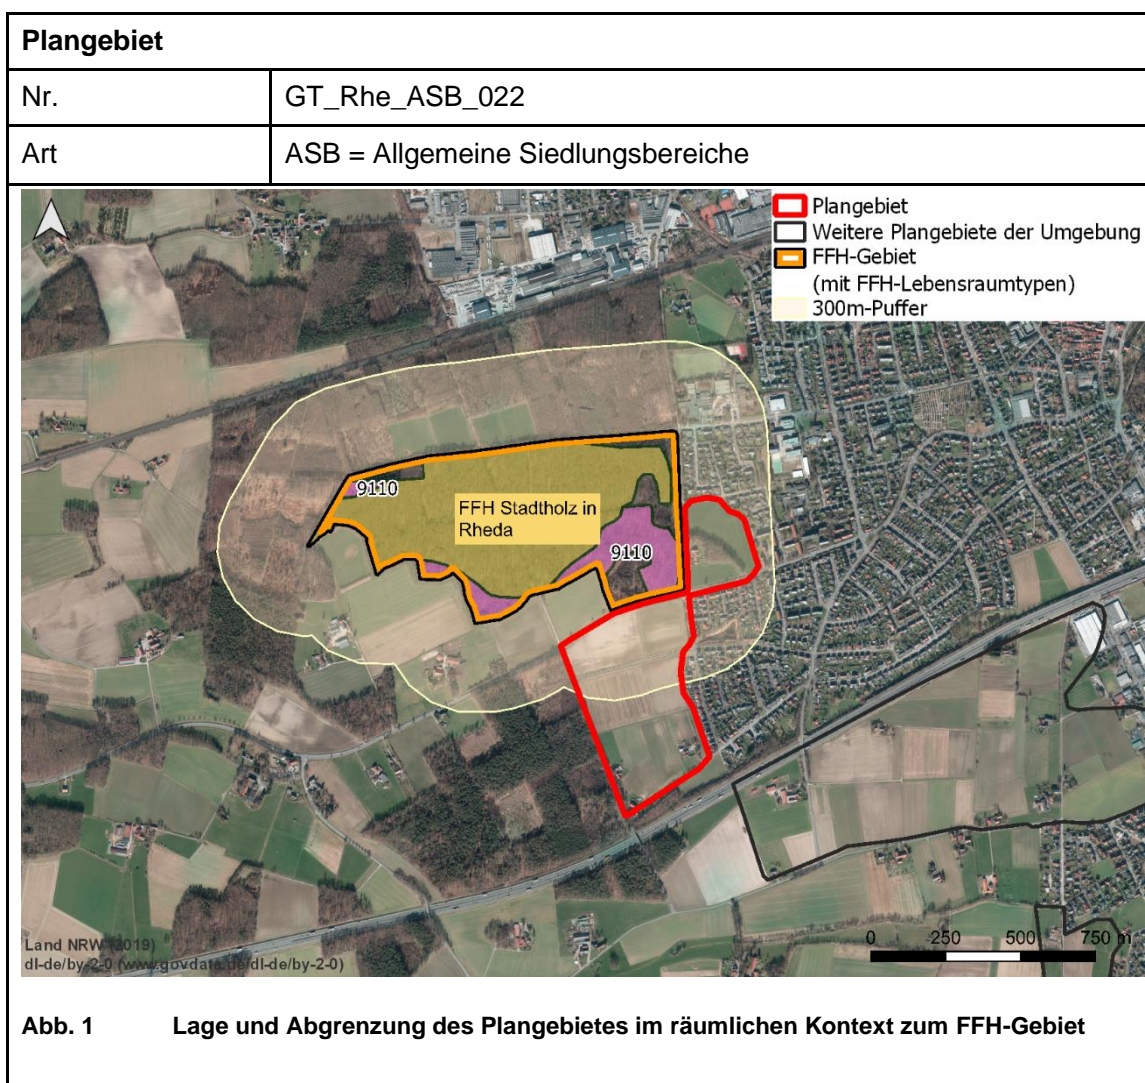 Plangebiet
Nr. GT_Rhe_ASB_022
Art ASB = Allgemeine Siedlungsbereiche
Plangebiet
Weitere Plangebiete der Umgebung
FFH-Gebiet
(mit FFH-Lebensraumtypen)
300m-Puffer
9110
FFH Stadtholz in
Rheda
9110
Land NRW (2019)
dl-de/by-2-0 (www.govdata.de/dl-de/by-2-0)
0 250 500 750 m
Abb. 1 Lage und Abgrenzung des Plangebietes im räumlichen Kontext zum FFH-Gebiet